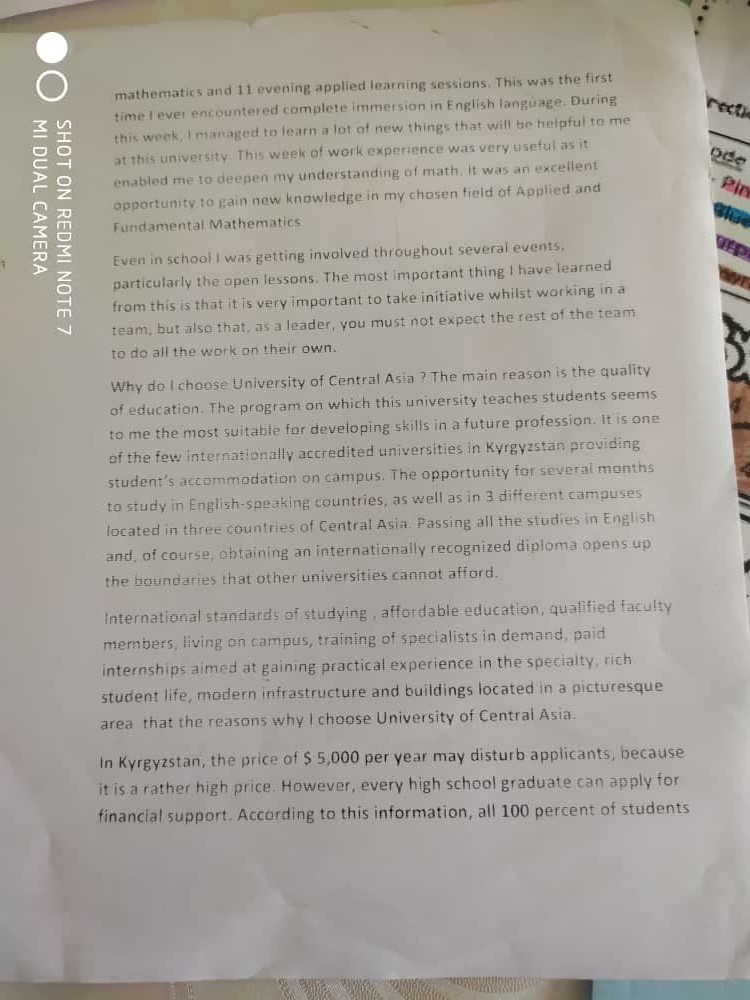 mathematics and 11 evening applied learning sessions. This was the first
time I ever encountered complete immersion in English language. During
this week, I managed to learn a lot of new things that will be helpful to me
at this university. This week of work experience was very useful as it
enabled me to deepen my understanding of math. It was an excellent
opportunity to gain new knowledge in my chosen field of Applied and
Fundamental Mathematics
Even in school I was getting involved throughout several events,
particularly the open lessons. The most important thing I have learned
from this is that it is very important to take initiative whilst working in a
team, but also that, as a leader, you must not expect the rest of the team
to do all the work on their own.
Why do I choose University of Central Asia ? The main reason is the quality
of education. The program on which this university teaches students seems
to me the most suitable for developing skills in a future profession. It is one
of the few internationally accredited universities in Kyrgyzstan providing
student's accommodation on campus. The opportunity for several months
to study in English-speaking countries, as well as in 3 different campuses
located in three countries of Central Asia. Passing all the studies in English
and, of course, obtaining an internationally recognized diploma opens up
the boundaries that other universities cannot afford.
International standards of studying , affordable education, qualified faculty
members, living on campus, training of specialists in demand, paid
internships aimed at gaining practical experience in the specialty, rich
student life, modern infrastructure and buildings located in a picturesque
area that the reasons why I choose University of Central Asia.
In Kyrgyzstan, the price of $ 5,000 per year may disturb applicants, because
it is a rather high price. However, every high school graduate can apply for
financial support. According to this information, all 100 percent of students
SHOT ON REDMI NOTE 7
MI DUAL CAMERA